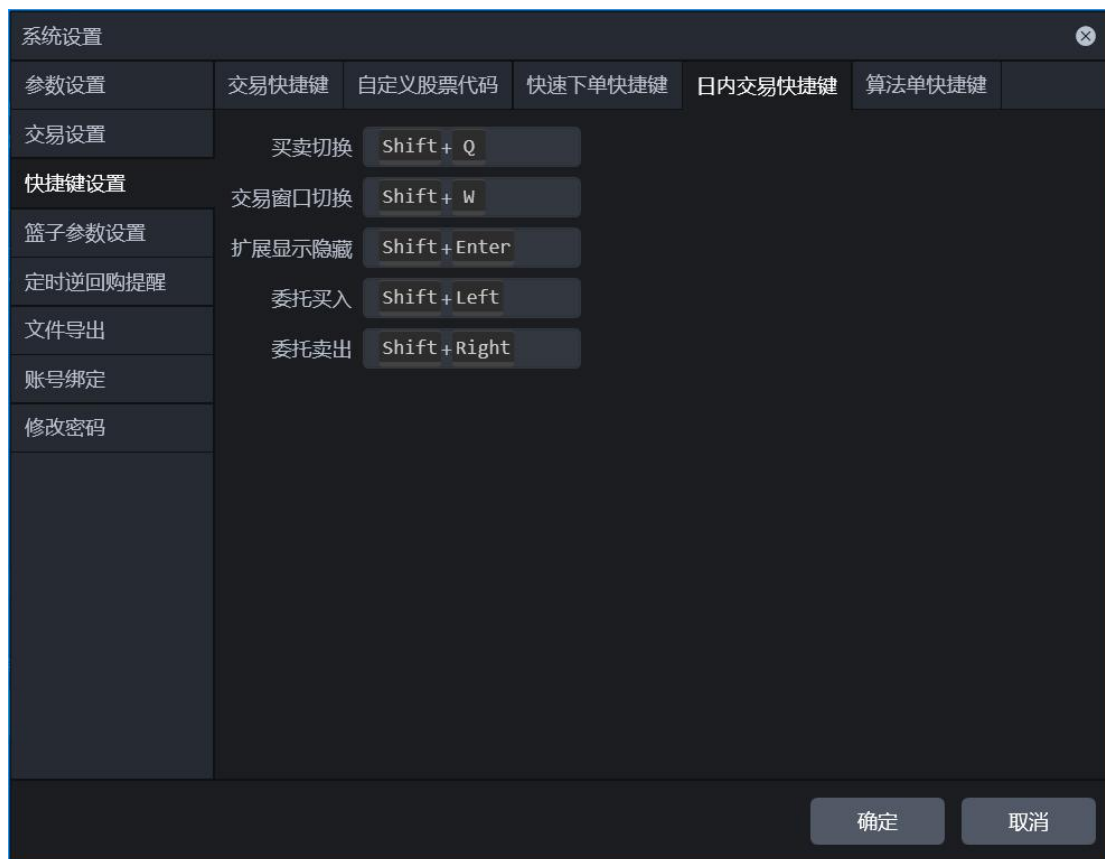 系统设置
参数设置
交易设置
快捷键设置
篮子参数设置
定时逆回购提醒
文件导出
账号绑定
修改密码
交易快捷键 自定义股票代码 快速下单快捷键 日内交易快捷键 算法单快捷键
买卖切换 Shift+ Q
交易窗口切换 Shift+ W
扩展显示隐藏 Shift+Enter
委托买入 Shift+Left
委托卖出 Shift+Right
确定 取消